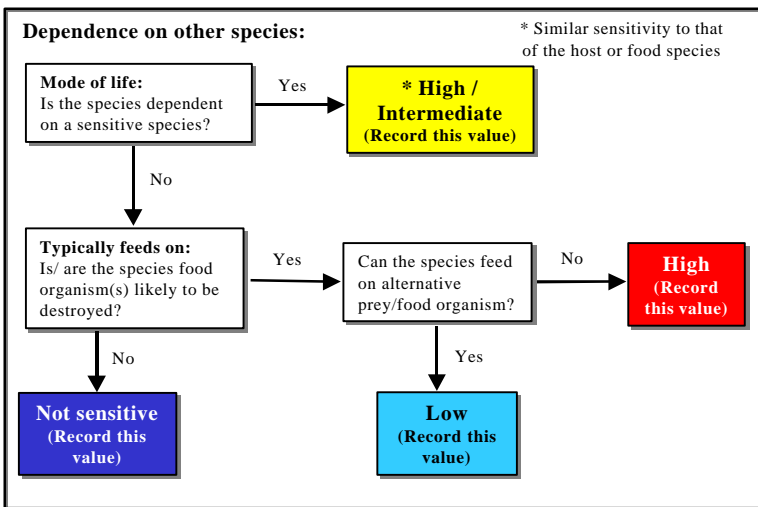 Dependence on other species:
* Similar sensitivity to that
of the host or food species
Mode of life:
Is the species dependent
on a sensitive species?
Yes
* High /
Intermediate
(Record this value)
No
Typically feeds on:
Is/ are the species food
organism(s) likely to be
destroyed?
Yes
Can the species feed
on alternative
prey/food organism?
No
High
(Record
this value)
No
Yes
Not sensitive
(Record this
value)
Low
(Record this
value)